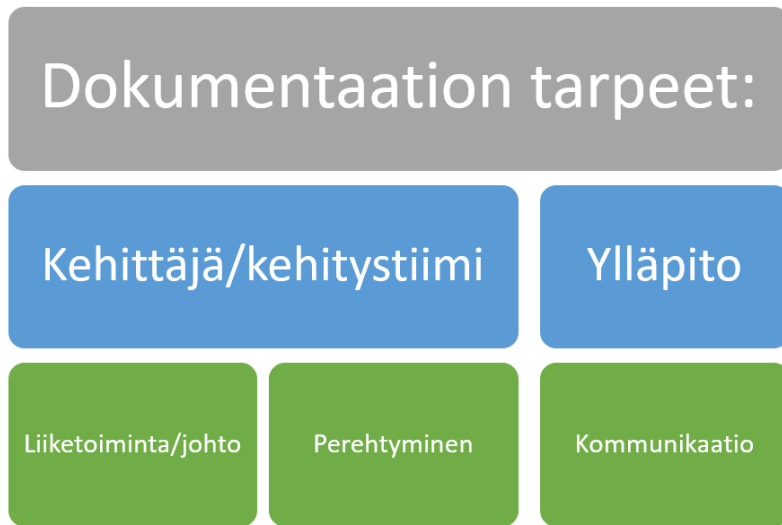 Dokumentaation tarpeet:
Kehittäjä/kehitystiimi
Ylläpito
Liiketoiminta/johto
Perehtyminen
Kommunikaatio